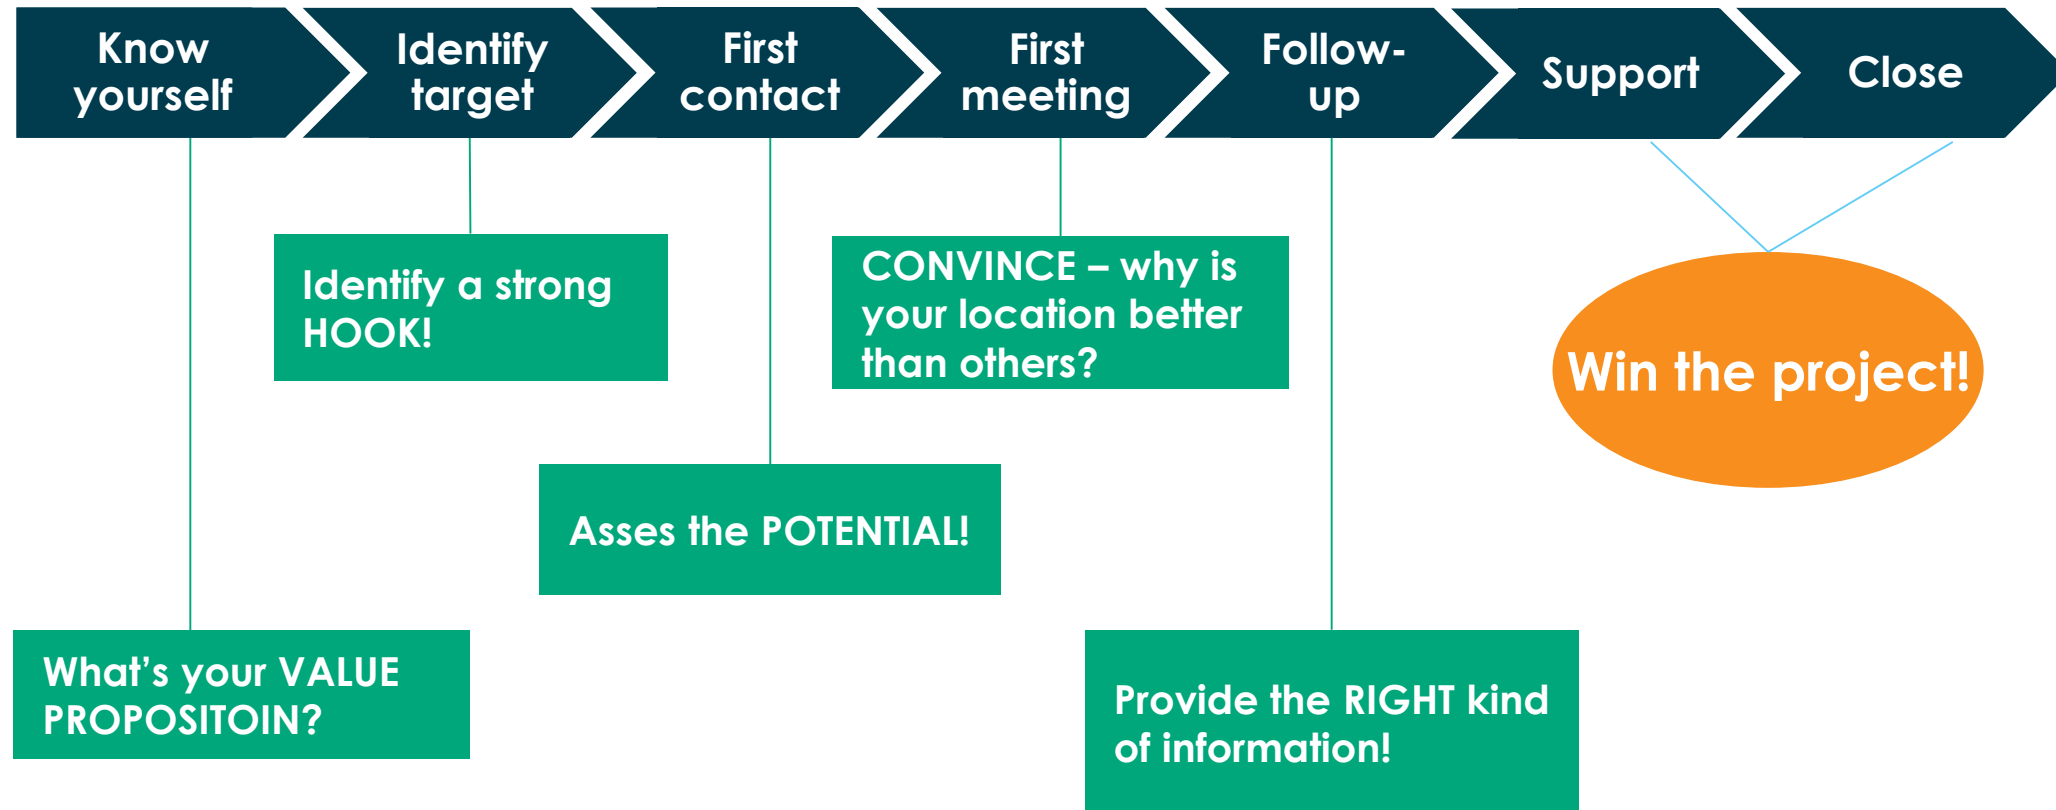 Know
yourself
Identify
target
First
contact
First
meeting
Follow-
up
Support
Close
Identify a strong
HOOK!
CONVINCE – why is
your location better
than others?
Win the project!
Asses the POTENTIAL!
What's your VALUE
PROPOSITOIN?
Provide the RIGHT kind
of information!